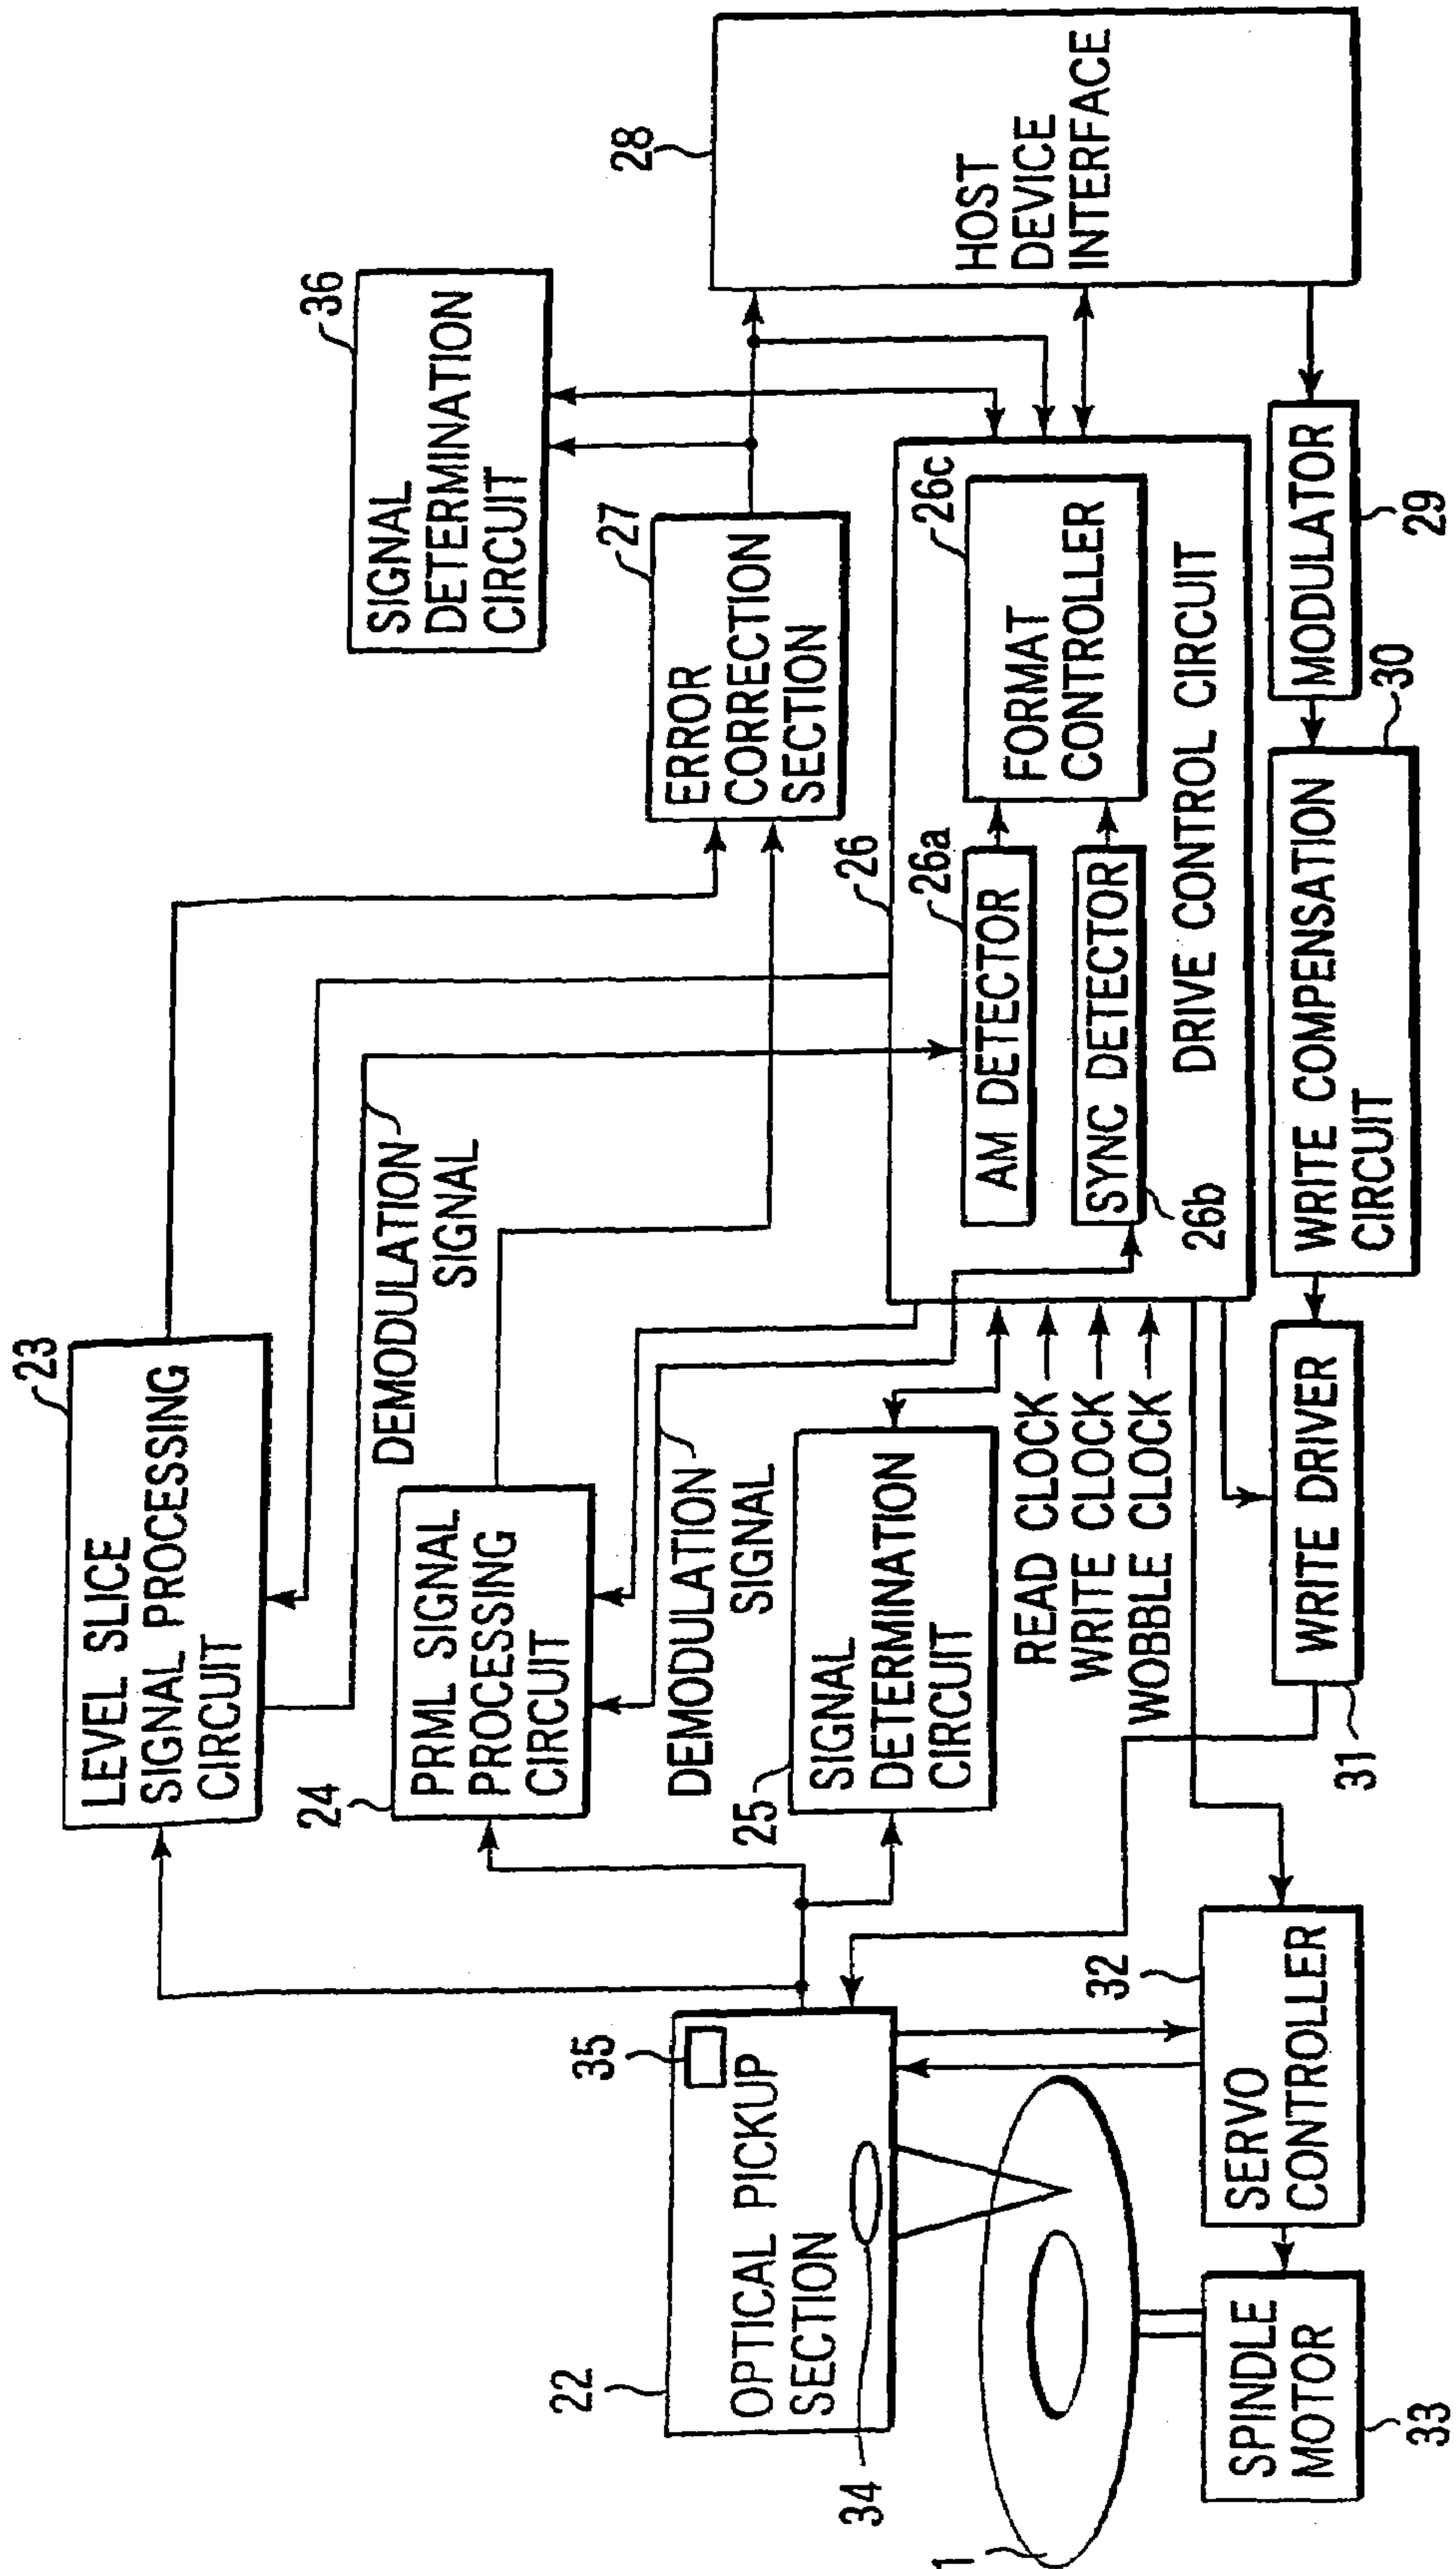 23
LEVEL SLICE
SIGNAL PROCESSING
CIRCUIT
36
SIGNAL
DETERMINATION
CIRCUIT
DEMODULATION
SIGNAL
24
PRML SIGNAL
PROCESSING
CIRCUIT
27
ERROR
CORRECTION
SECTION
28
HOST
DEVICE
INTERFACE
DEMODULATION
SIGNAL
25
SIGNAL
DETERMINATION
CIRCUIT
22
35
OPTICAL PICKUP
SECTION
34
26
26a
AM DETECTOR
26c
FORMAT
CONTROLLER
SYNC DETECTOR
26b
DRIVE CONTROL CIRCUIT
READ CLOCK
WRITE CLOCK
WOBBLE CLOCK
1
32
SERVO
CONTROLLER
SPINDLE
MOTOR
33
WRITE DRIVER
31
WRITE COMPENSATION
CIRCUIT
30
MODULATOR
29